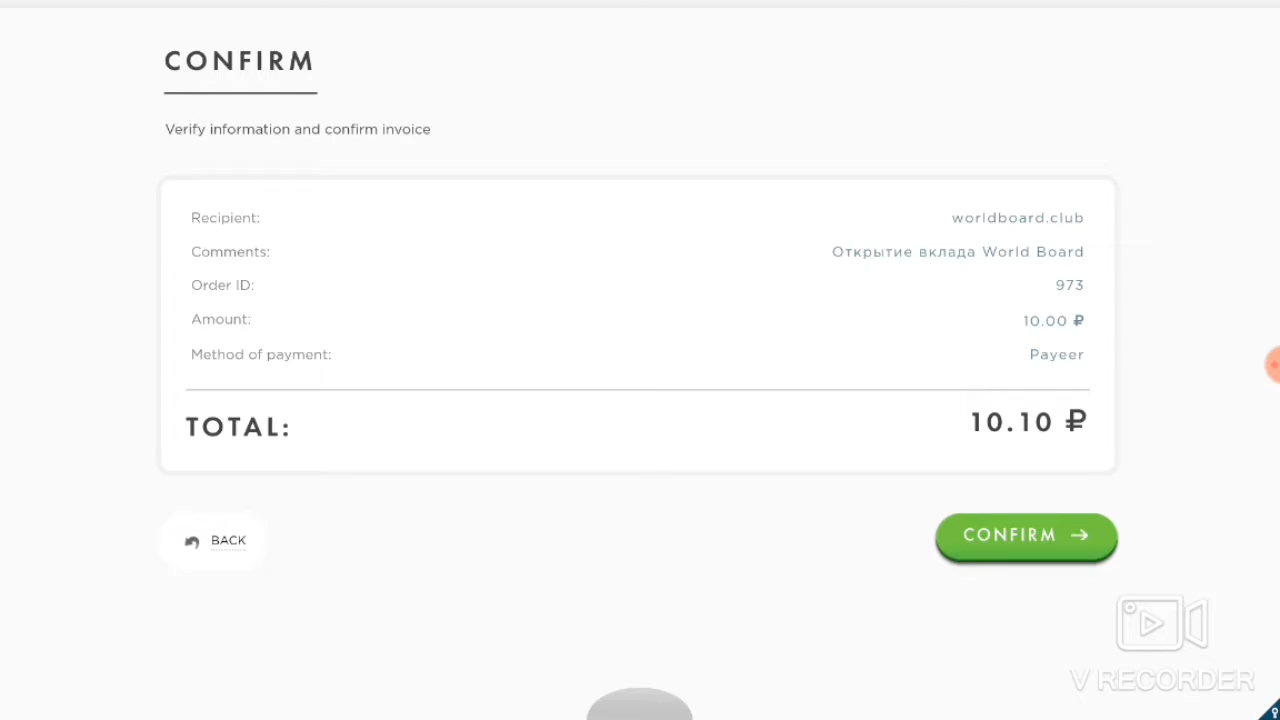 CONFIRM
Verify information and confirm invoice
Recipient: worldboard.club
Comments: Открытие вклада World Board
Order ID: 973
Amount: 10.00 ₽
Method of payment: Payeer
TOTAL: 10.10 ₽
BACK
CONFIRM →
V RECORDER